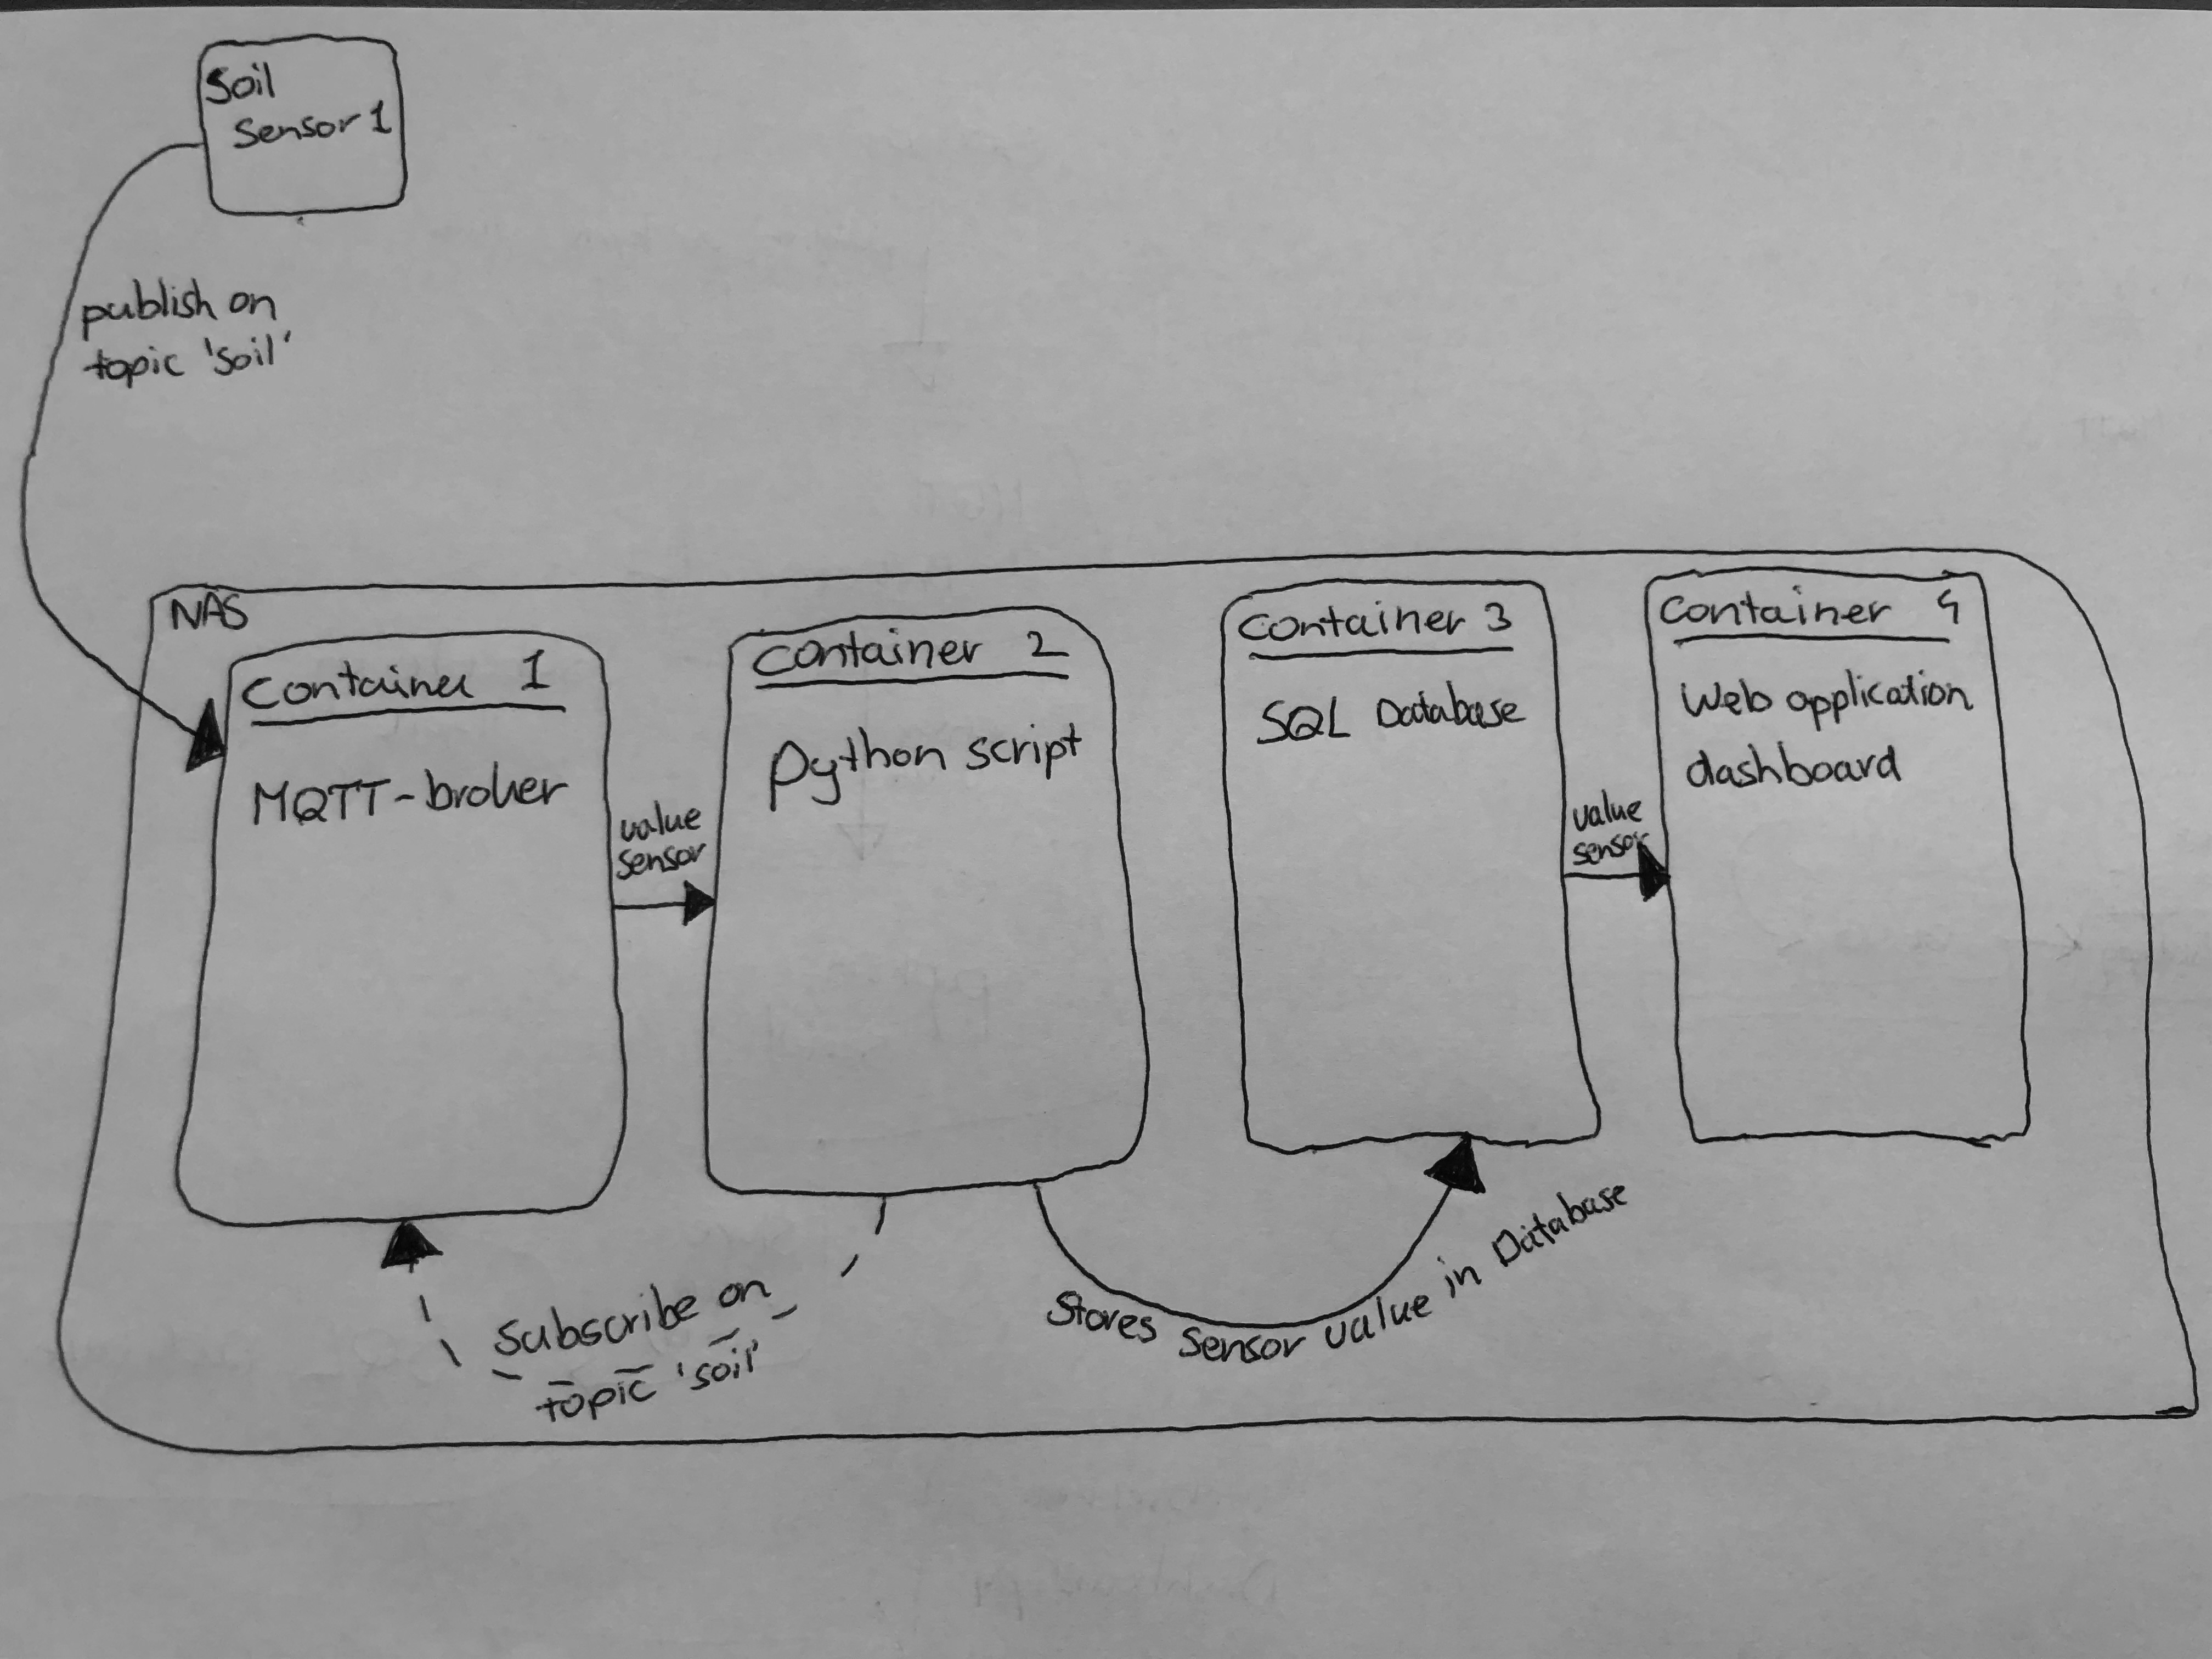 Soil
Sensor 1
publish on
topic 'soil'
NAS
Container 1
MQTT-broker
value
sensor
Container 2
python script
Container 3
SQL Database
value
sensor
Container 4
Web application
dashboard
Subscribe on
topic 'soil'
Stores sensor value in Database